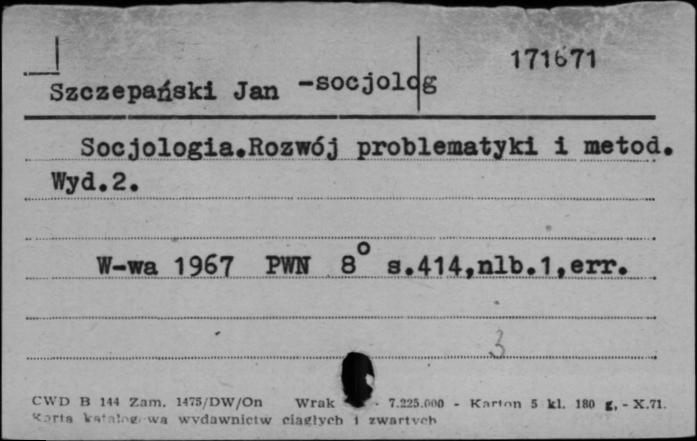 171671
Szczepański Jan -socjolog
Socjologia.Rozwój problematyki i metod.
Wyd.2.
W-wa 1967 PWN 8° s.414,nlb.1,err.
3
CWD B 144 Zam. 1475/DW/On Wrak - 7.225.000 - Karton 5 kl. 180 g, - X.71.
Karta katalogowa wydawnictw ciągłych i zwartych